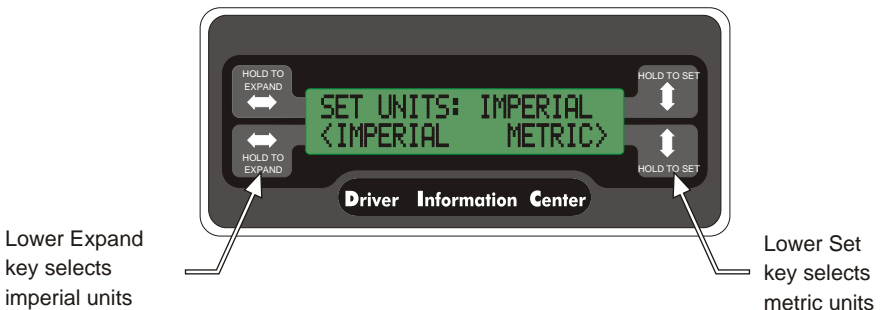 HOLD TO
EXPAND
HOLD TO SET
SET UNITS: IMPERIAL
<IMPERIAL METRIC>
HOLD TO
EXPAND
HOLD TO SET
Driver Information Center
Lower Expand
key selects
imperial units
Lower Set
key selects
metric units